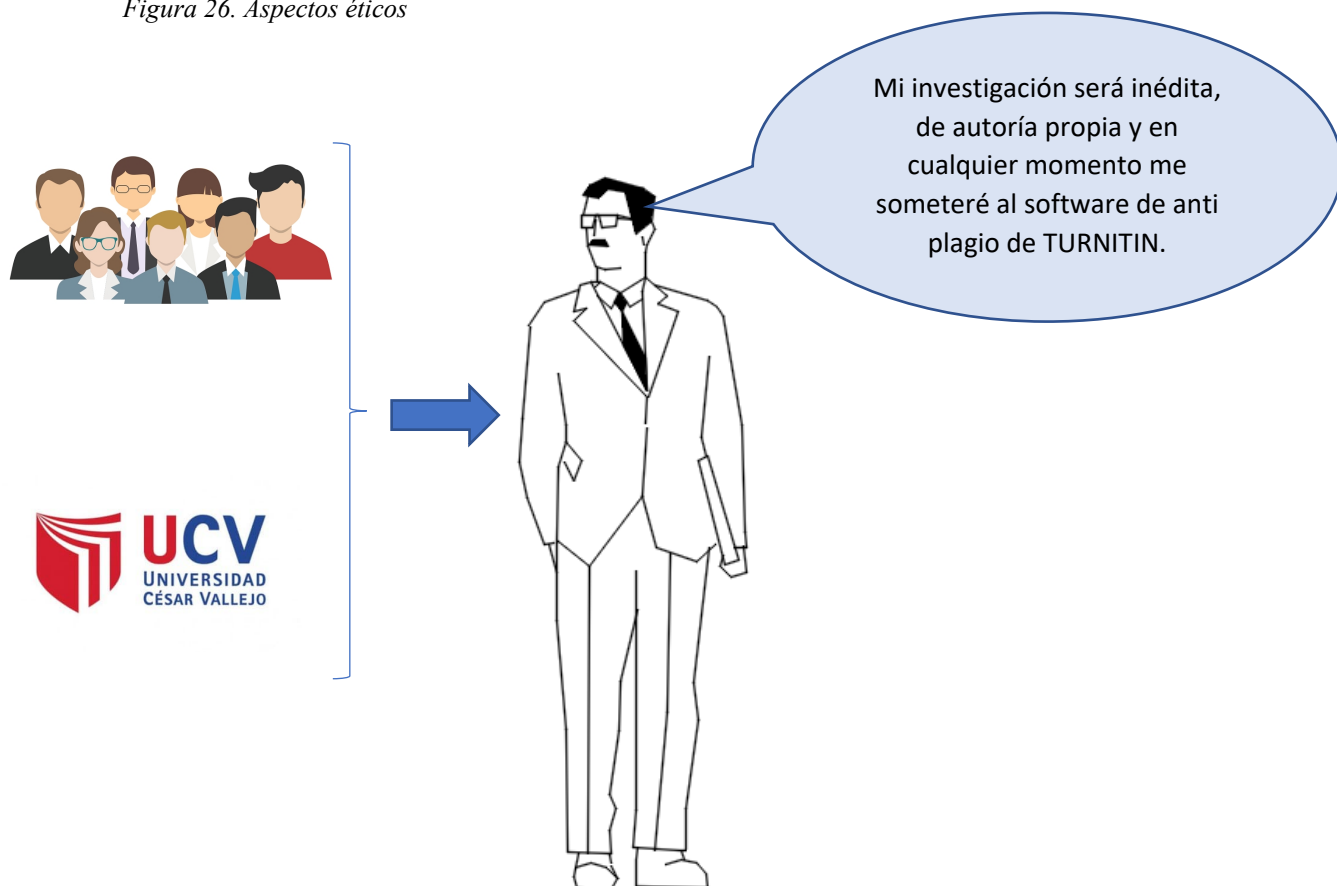 Figura 26. Aspectos éticos
Mi investigación será inédita,
de autoría propia y en
cualquier momento me
someteré al software de anti
plagio de TURNITIN.
UCV
UNIVERSIDAD
CÉSAR VALLEJO